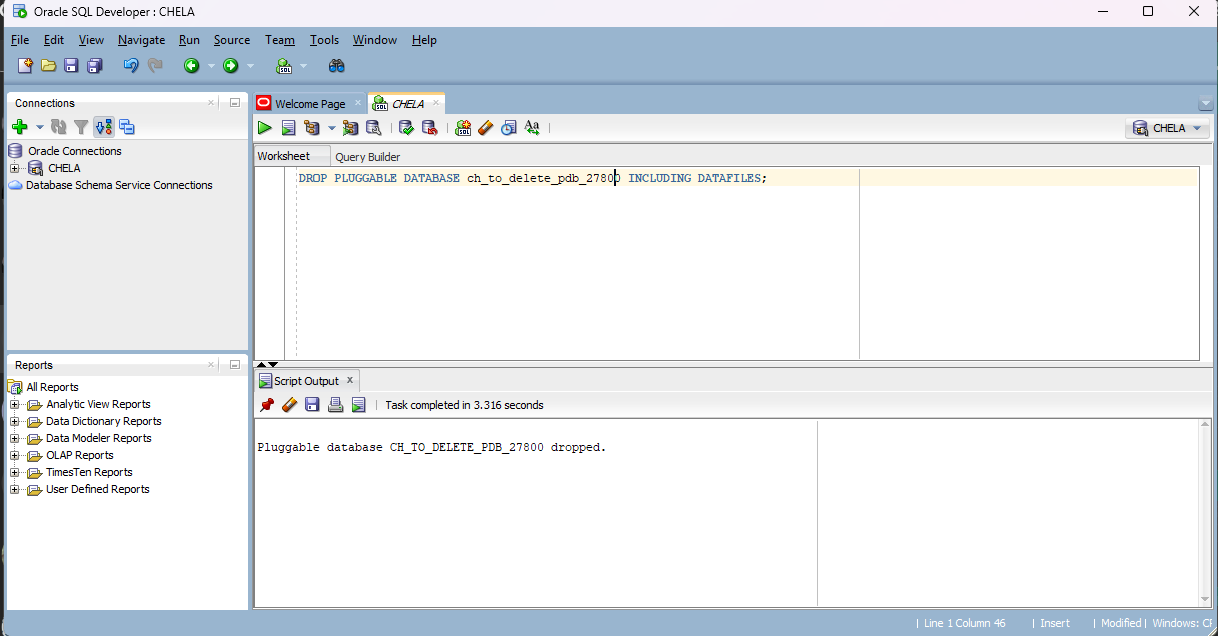 Oracle SQL Developer : CHELA
File Edit View Navigate Run Source Team Tools Window Help
Connections
Oracle Connections
CHELA
Database Schema Service Connections
Reports
All Reports
Analytic View Reports
Data Dictionary Reports
Data Modeler Reports
OLAP Reports
TimesTen Reports
User Defined Reports
Welcome Page CHELA
CHELA
Worksheet Query Builder
DROP PLUGGABLE DATABASE ch_to_delete_pdb_27800 INCLUDING DATAFILES;
Script Output
Task completed in 3.316 seconds
Pluggable database CH_TO_DELETE_PDB_27800 dropped.
Line 1 Column 46 Insert Modified Windows: